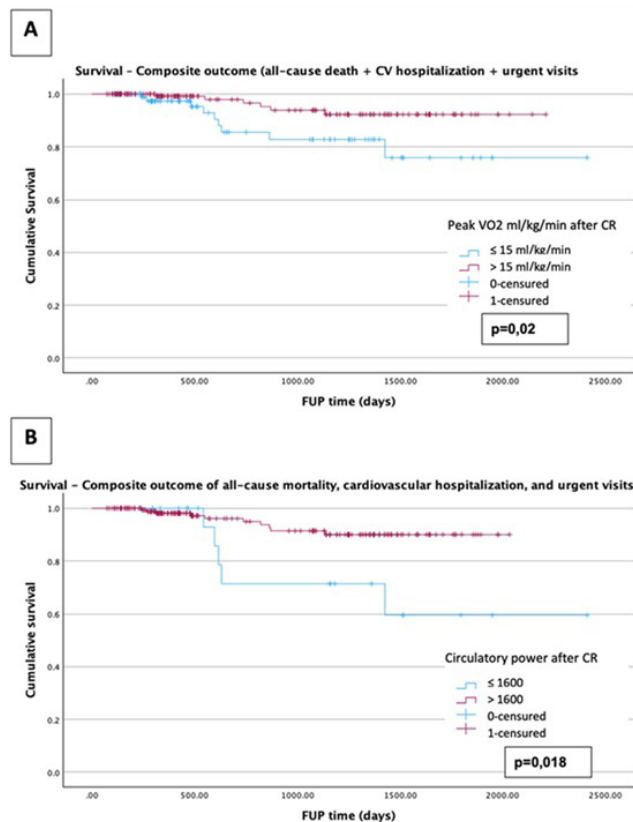 A
Survival – Composite outcome (all-cause death + CV hospitalization + urgent visits
Cumulative Survival
1.0
0.8
0.6
0.4
0.2
0.0
Peak VO2 ml/kg/min after CR
≤ 15 ml/kg/min
> 15 ml/kg/min
0-censured
1-censured
p=0,02
.00 500.00 1000.00 1500.00 2000.00 2500.00
FUP time (days)
B
Survival – Composite outcome of all-cause mortality, cardiovascular hospitalization, and urgent visits
Cumulative survival
1.0
0.8
0.6
0.4
0.2
0.0
Circulatory power after CR
≤ 1600
> 1600
0-censured
1-censured
p=0,018
.00 500.00 1000.00 1500.00 2000.00 2500.00
FUP time (days)